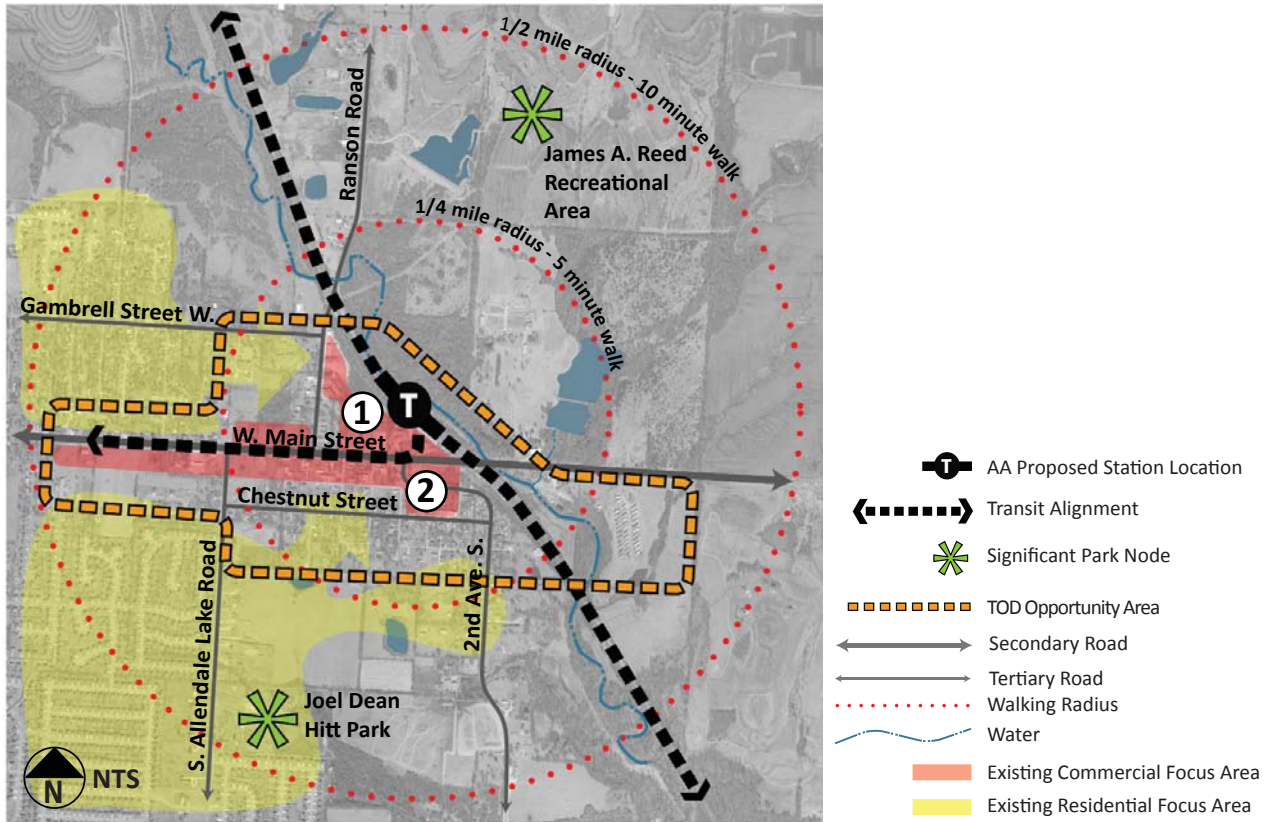 1/2 mile radius - 10 minute walk
Ranson Road
James A. Reed
Recreational
Area
1/4 mile radius - 5 minute walk
Gambrell Street W.
T
1
W. Main Street
2
Chestnut Street
S. Allendale Lake Road
2nd Ave. S.
Joel Dean
Hitt Park
N
NTS
T
AA Proposed Station Location
Transit Alignment
Significant Park Node
TOD Opportunity Area
Secondary Road
Tertiary Road
Walking Radius
Water
Existing Commercial Focus Area
Existing Residential Focus Area